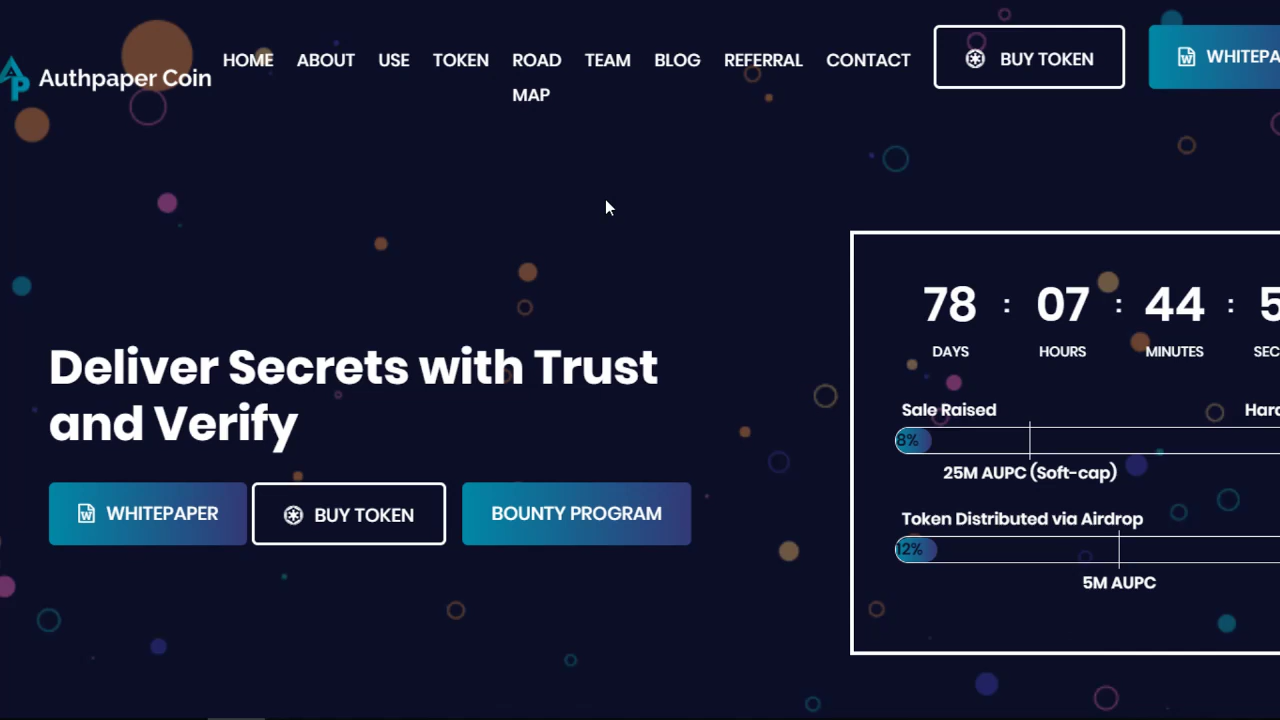 HOME ABOUT USE TOKEN ROAD TEAM BLOG REFERRAL CONTACT
MAP
Authpaper Coin
BUY TOKEN
78 : 07 : 44 :
DAYS HOURS MINUTES
Deliver Secrets with Trust
and Verify
WHITEPAPER BUY TOKEN BOUNTY PROGRAM
Sale Raised
8%
25M AUPC (Soft-cap)
Token Distributed via Airdrop
12%
5M AUPC